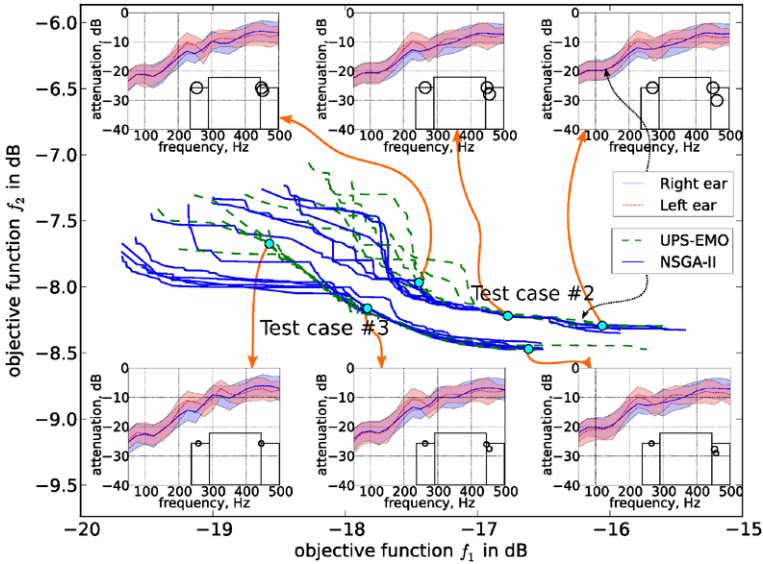 −6.0
−6.5
−7.0
−7.5
−8.0
−8.5
−9.0
−9.5
objective function f₂ in dB
−20
−19
−18
−17
−16
−15
objective function f₁ in dB
0
−10
−20
−30
−40
attenuation, dB
100 200 300 400 500
frequency, Hz
0
−10
−20
−30
−40
attenuation, dB
100 200 300 400 500
frequency, Hz
0
−10
−20
−30
−40
attenuation, dB
100 200 300 400 500
frequency, Hz
Right ear
Left ear
UPS-EMO
NSGA-II
Test case #2
Test case #3
0
−10
−20
−30
−40
attenuation, dB
100 200 300 400 500
frequency, Hz
0
−10
−20
−30
−40
attenuation, dB
100 200 300 400 500
frequency, Hz
0
−10
−20
−30
−40
attenuation, dB
100 200 300 400 500
frequency, Hz